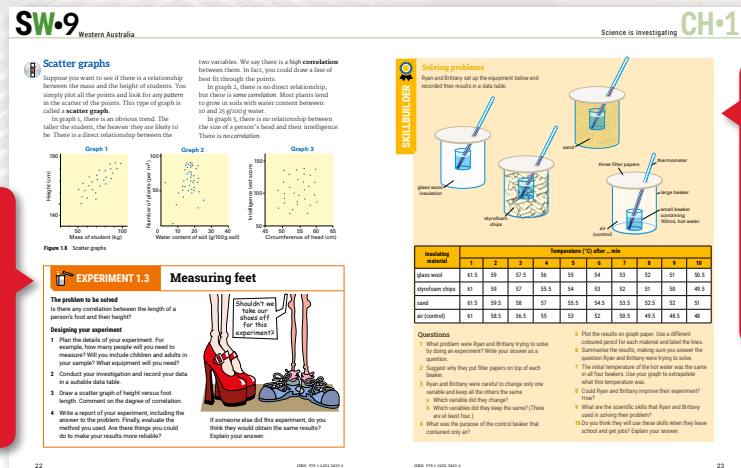 SW•9 Western Australia
Science is investigating CH•1
Scatter graphs
Suppose you want to see if there is a relationship
between the mass and the height of students. You
simply plot all the points and look for any pattern
in the scatter of the points. This type of graph is
called a scatter graph.
In graph 1, there is an obvious trend. The
taller the student, the heavier they are likely to
be. There is a direct relationship between the
two variables. We say there is a high correlation
between them. In fact, you could draw a line of
best fit through the points.
In graph 2, there is no direct relationship,
but there is some correlation. Most plants tend
to grow in soils with water content between
10 and 25 g/100 g water.
In graph 3, there is no relationship between
the size of a person's head and their intelligence.
There is no correlation.
Graph 1
Height (cm)
190
140
50 100
Mass of student (kg)
Graph 2
Number of plants (per m²)
100
50
0 10 20 30 40
Water content of soil (g/100g soil)
Graph 3
Intelligence test score
150
100
50
45 50 55 60 65
Circumference of head (cm)
Figure 1.8 Scatter graphs
EXPERIMENT 1.3 Measuring feet
The problem to be solved
Is there any correlation between the length of a
person's foot and their height?
Designing your experiment
1 Plan the details of your experiment. For
example, how many people will you need to
measure? Will you include children and adults in
your sample? What equipment will you need?
2 Conduct your investigation and record your data
in a suitable data table.
3 Draw a scatter graph of height versus foot
length. Comment on the degree of correlation.
4 Write a report of your experiment, including the
answer to the problem. Finally, evaluate the
method you used. Are there things you could
do to make your results more reliable?
Shouldn't we
take our
shoes off
for this
experiment?
If someone else did this experiment, do you
think they would obtain the same results?
Explain your answer.
22
ISBN: 978 1 4202 3853 4
SKILLBUILDER
Solving problems
Ryan and Brittany set up the equipment below and
recorded their results in a data table.
glass wool
insulation
styrofoam
chips
sand
three filter papers
thermometer
large beaker
small beaker
containing
100mL hot water
air
(control)
Insulating
material
Temperature (°C) after ... min
1 2 3 4 5 6 7 8 9 10
glass wool 61.5 59 57.5 56 55 54 53 52 51 50.5
styrofoam chips 61 59 57 55.5 54 53 52 51 50 49.5
sand 61.5 59.5 58 57 55.5 54.5 53.5 52.5 52 51
air (control) 61 58.5 56.5 55 53 52 50.5 49.5 48.5 48
Questions
1 What problem were Ryan and Brittany trying to solve
by doing an experiment? Write your answer as a
question.
2 Suggest why they put filter papers on top of each
beaker.
3 Ryan and Brittany were careful to change only one
variable and keep all the others the same.
a Which variable did they change?
b Which variables did they keep the same? (There
are at least four.)
4 What was the purpose of the control beaker that
contained only air?
5 Plot the results on graph paper. Use a different
coloured pencil for each material and label the lines.
6 Summarise the results, making sure you answer the
question Ryan and Brittany were trying to solve.
7 The initial temperature of the hot water was the same
in all four beakers. Use your graph to extrapolate
what this temperature was.
8 Could Ryan and Brittany improve their experiment?
How?
9 What are the scientific skills that Ryan and Brittany
used in solving their problem?
10 Do you think they will use these skills when they leave
school and get jobs? Explain your answer.
ISBN: 978 1 4202 3853 4
23